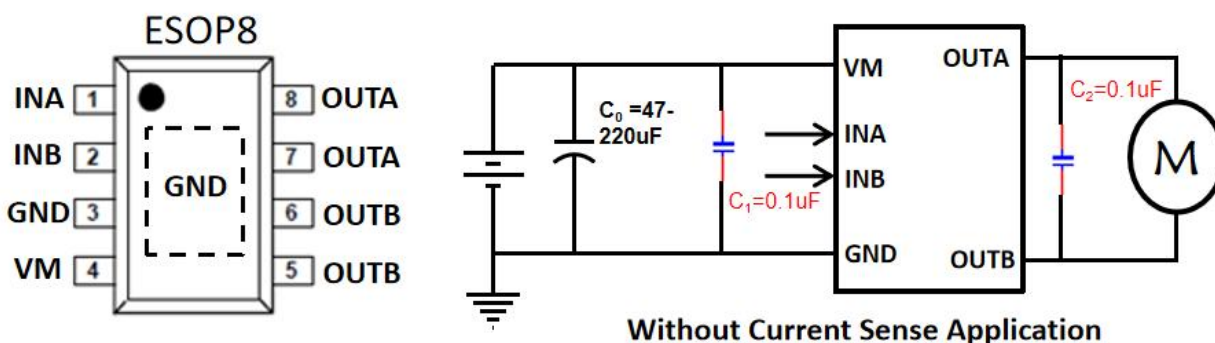 ESOP8
INA 1 8 OUTA
INB 2 7 OUTA
GND
GND 3 6 OUTB
VM 4 5 OUTB
VM OUTA
C₀ =47-
220uF
C₂=0.1uF
INA
M
INB
C₁=0.1uF
GND OUTB
Without Current Sense Application